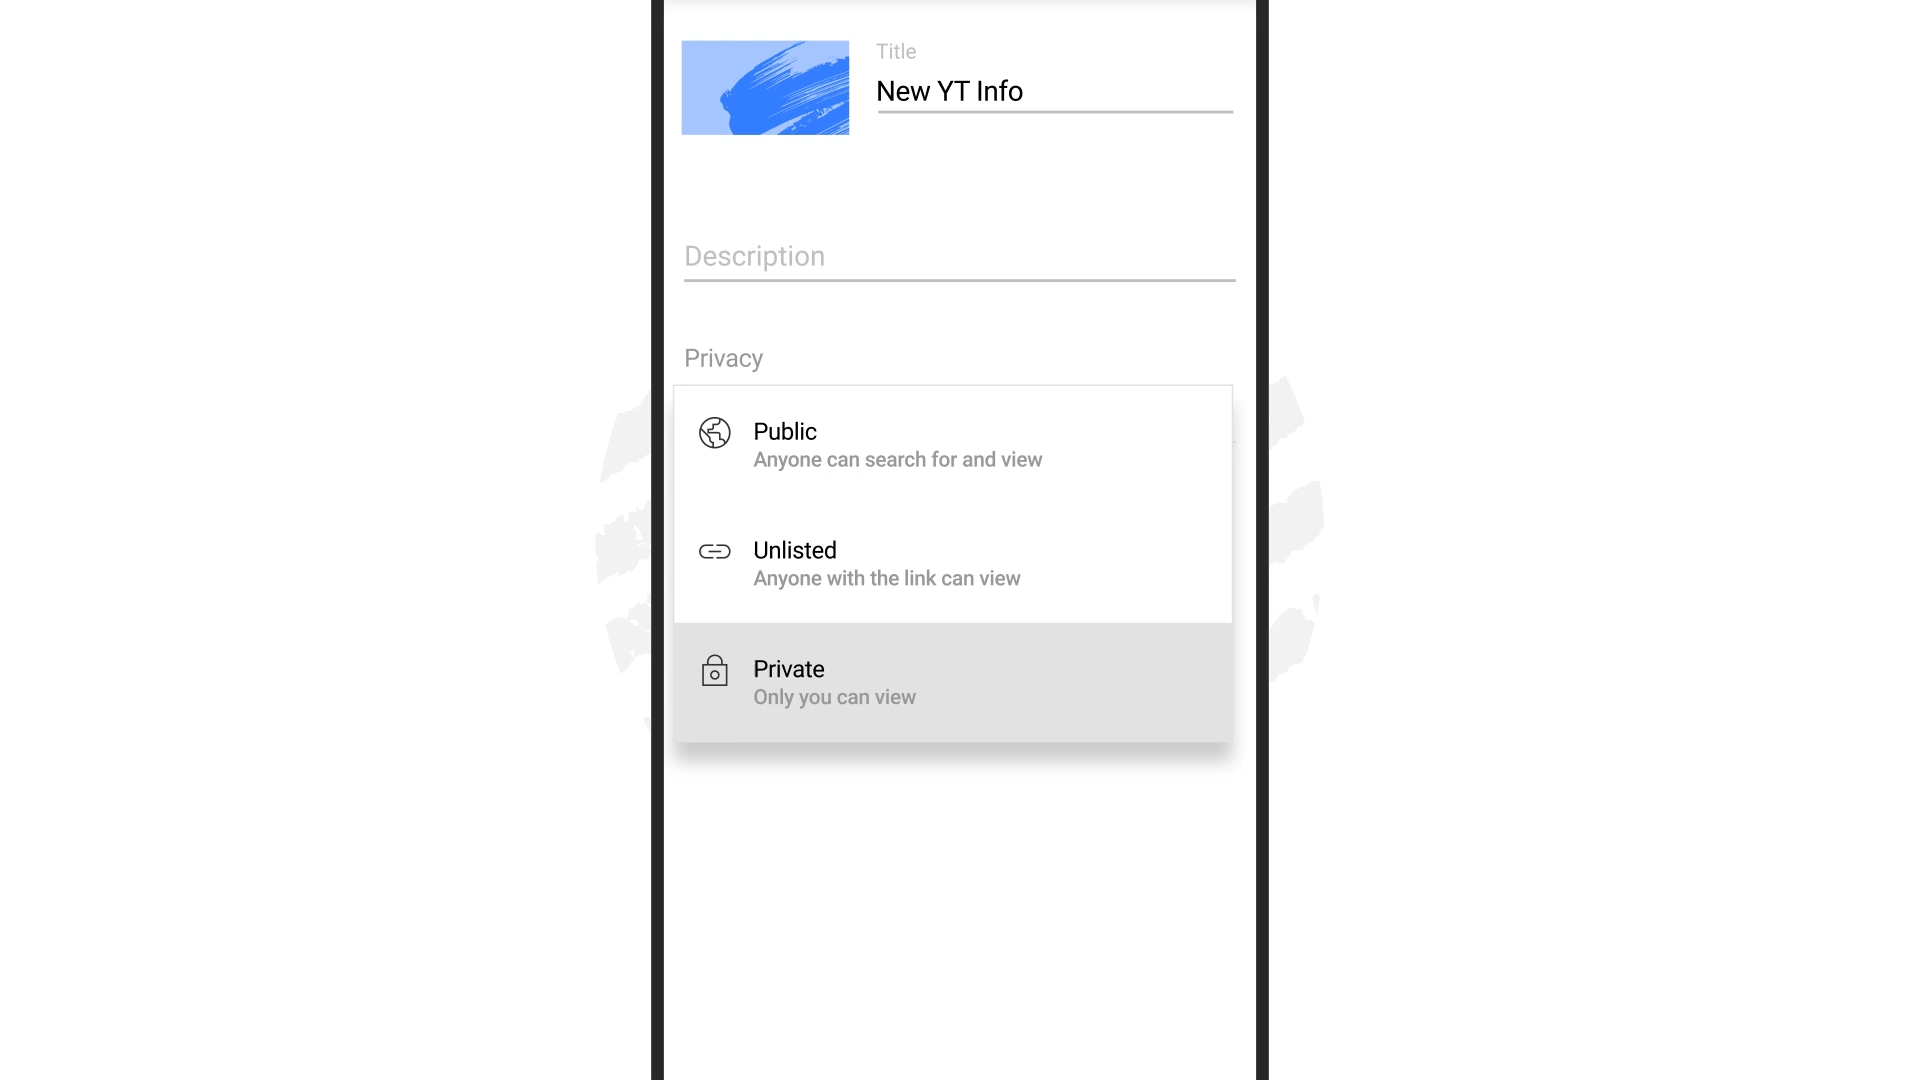 Title
New YT Info
Description
Privacy
Public
Anyone can search for and view
Unlisted
Anyone with the link can view
Private
Only you can view